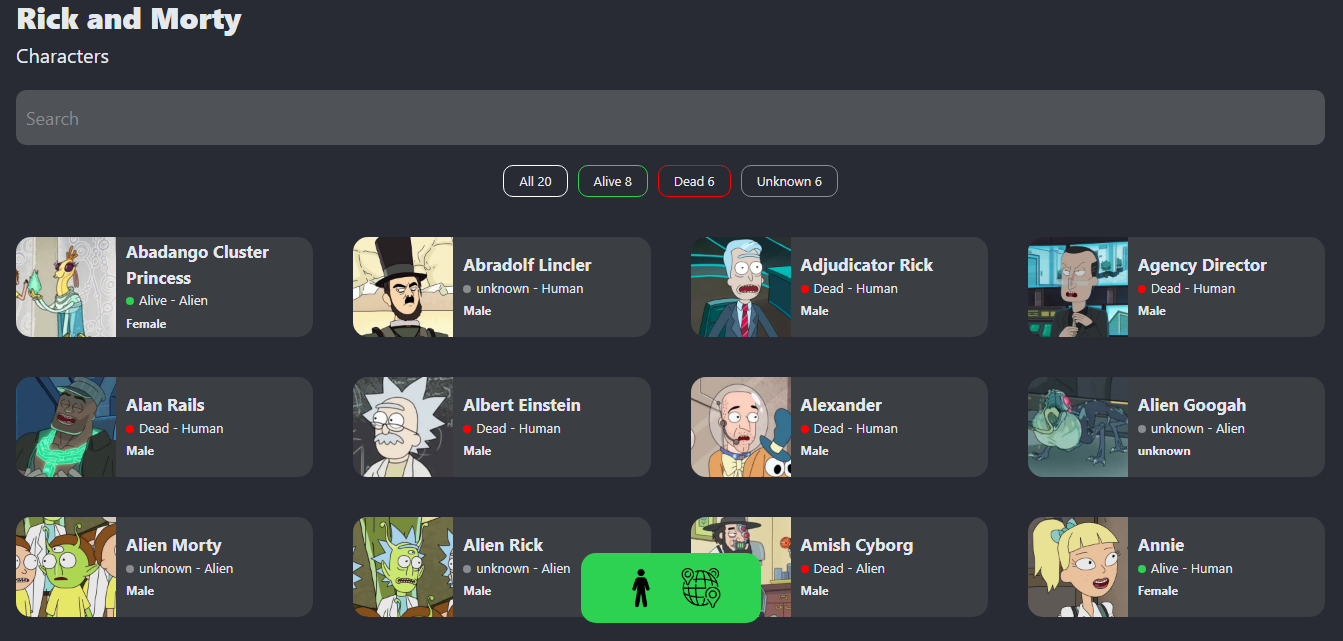 Rick and Morty
Characters
Search
All 20
Alive 8
Dead 6
Unknown 6
Abadango Cluster
Princess
Alive - Alien
Female
Abradolf Lincler
unknown - Human
Male
Adjudicator Rick
Dead - Human
Male
Agency Director
Dead - Human
Male
Alan Rails
Dead - Human
Male
Albert Einstein
Dead - Human
Male
Alexander
Dead - Human
Male
Alien Googah
unknown - Alien
unknown
Alien Morty
unknown - Alien
Male
Alien Rick
unknown - Alien
Male
Amish Cyborg
Dead - Alien
Male
Annie
Alive - Human
Female